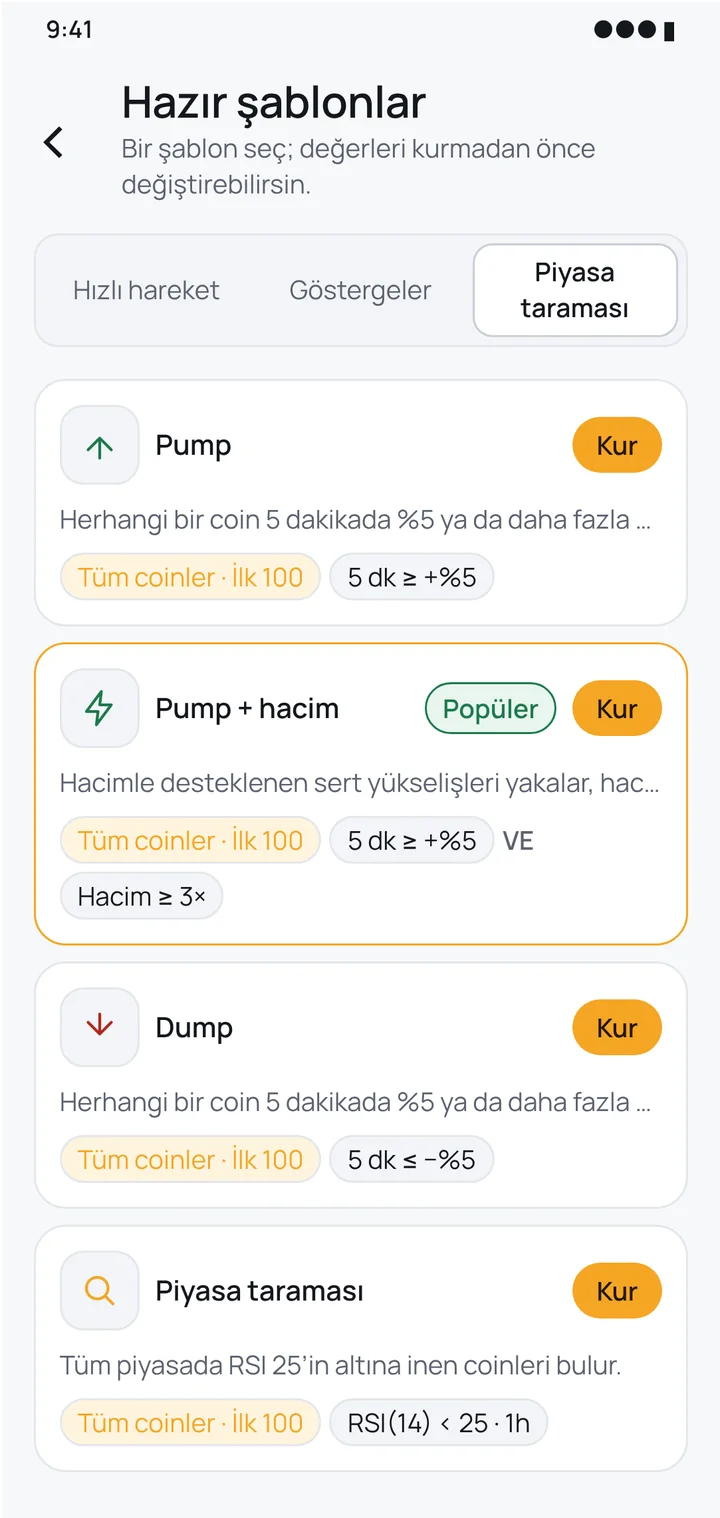 9:41
Hazır şablonlar
Bir şablon seç; değerleri kurmadan önce
değiştirebilirsin.
Hızlı hareket
Göstergeler
Piyasa
taraması
Pump
Kur
Herhangi bir coin 5 dakikada %5 ya da daha fazla ...
Tüm coinler · İlk 100
5 dk ≥ +%5
Pump + hacim
Popüler
Kur
Hacimle desteklenen sert yükselişleri yakalar, hac...
Tüm coinler · İlk 100
5 dk ≥ +%5
VE
Hacim ≥ 3×
Dump
Kur
Herhangi bir coin 5 dakikada %5 ya da daha fazla ...
Tüm coinler · İlk 100
5 dk ≤ −%5
Piyasa taraması
Kur
Tüm piyasada RSI 25’in altına inen coinleri bulur.
Tüm coinler · İlk 100
RSI(14) < 25 · 1h